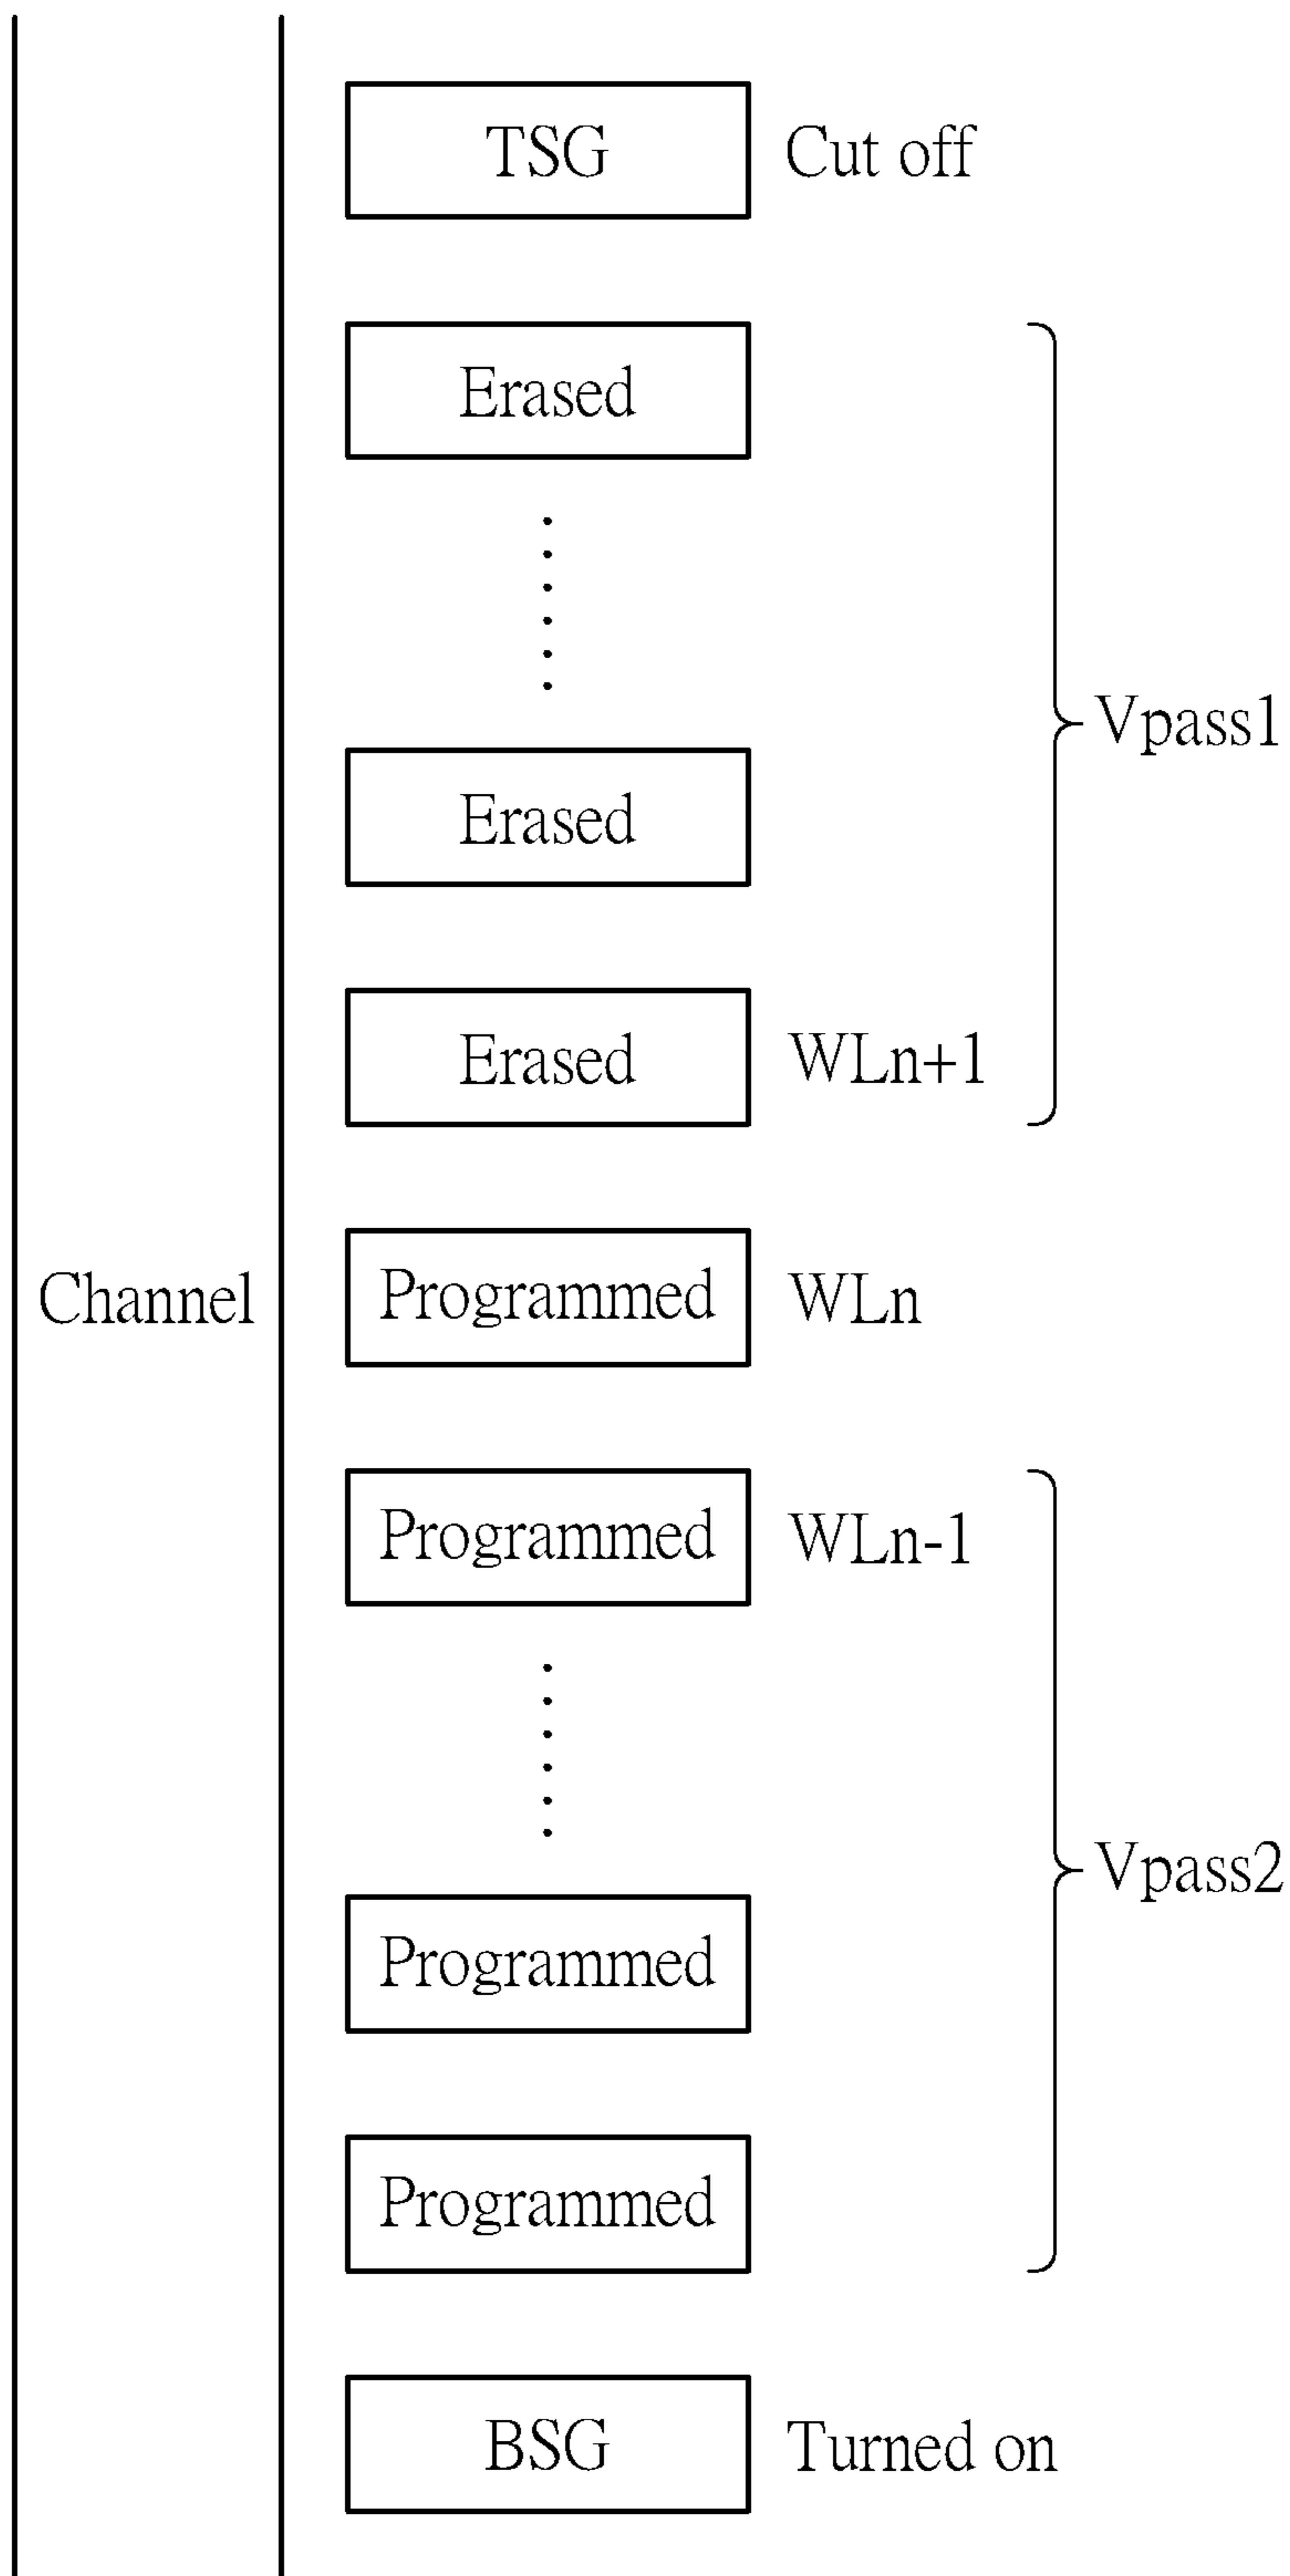 TSG Cut off
Erased
Vpass1
Erased
Erased WLn+1
Channel Programmed WLn
Programmed WLn-1
Vpass2
Programmed
Programmed
BSG Turned on